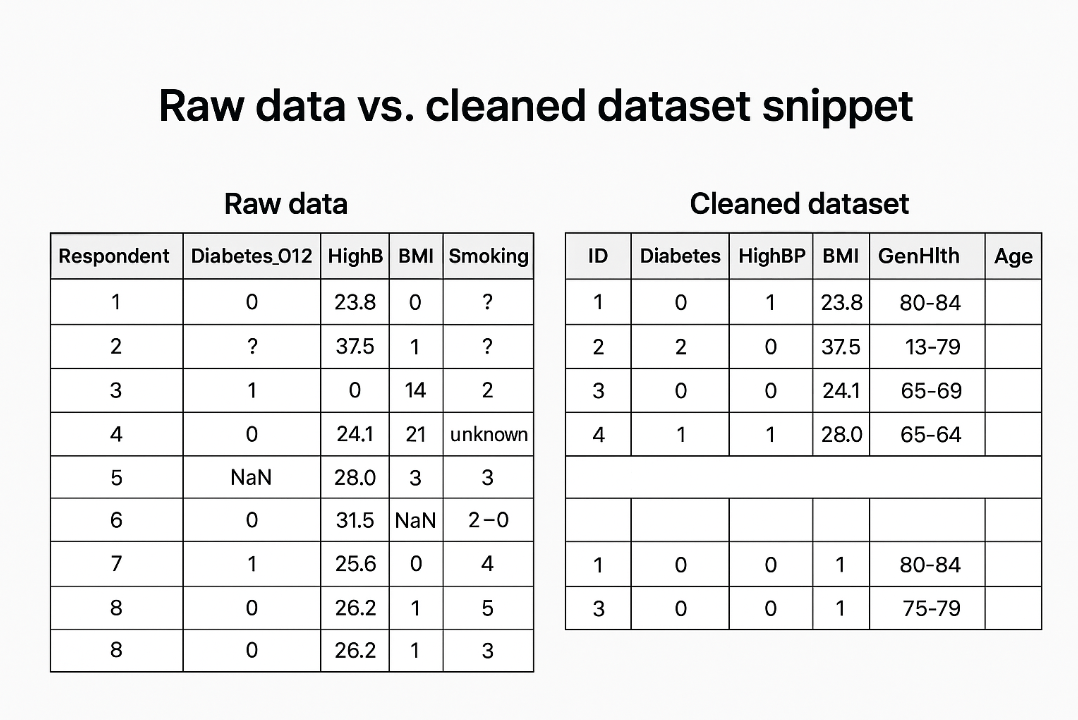 Raw data vs. cleaned dataset snippet
Raw data
Respondent Diabetes_012 HighB BMI Smoking
1 0 23.8 0 ?
2 ? 37.5 1 ?
3 1 0 14 2
4 0 24.1 21 unknown
5 NaN 28.0 3 3
6 0 31.5 NaN 2–0
7 1 25.6 0 4
8 0 26.2 1 5
8 0 26.2 1 3
Cleaned dataset
ID Diabetes HighBP BMI GenHlth Age
1 0 1 23.8 80-84
2 2 0 37.5 13-79
3 0 0 24.1 65-69
4 1 1 28.0 65-64
1 0 0 1 80-84
3 0 0 1 75-79